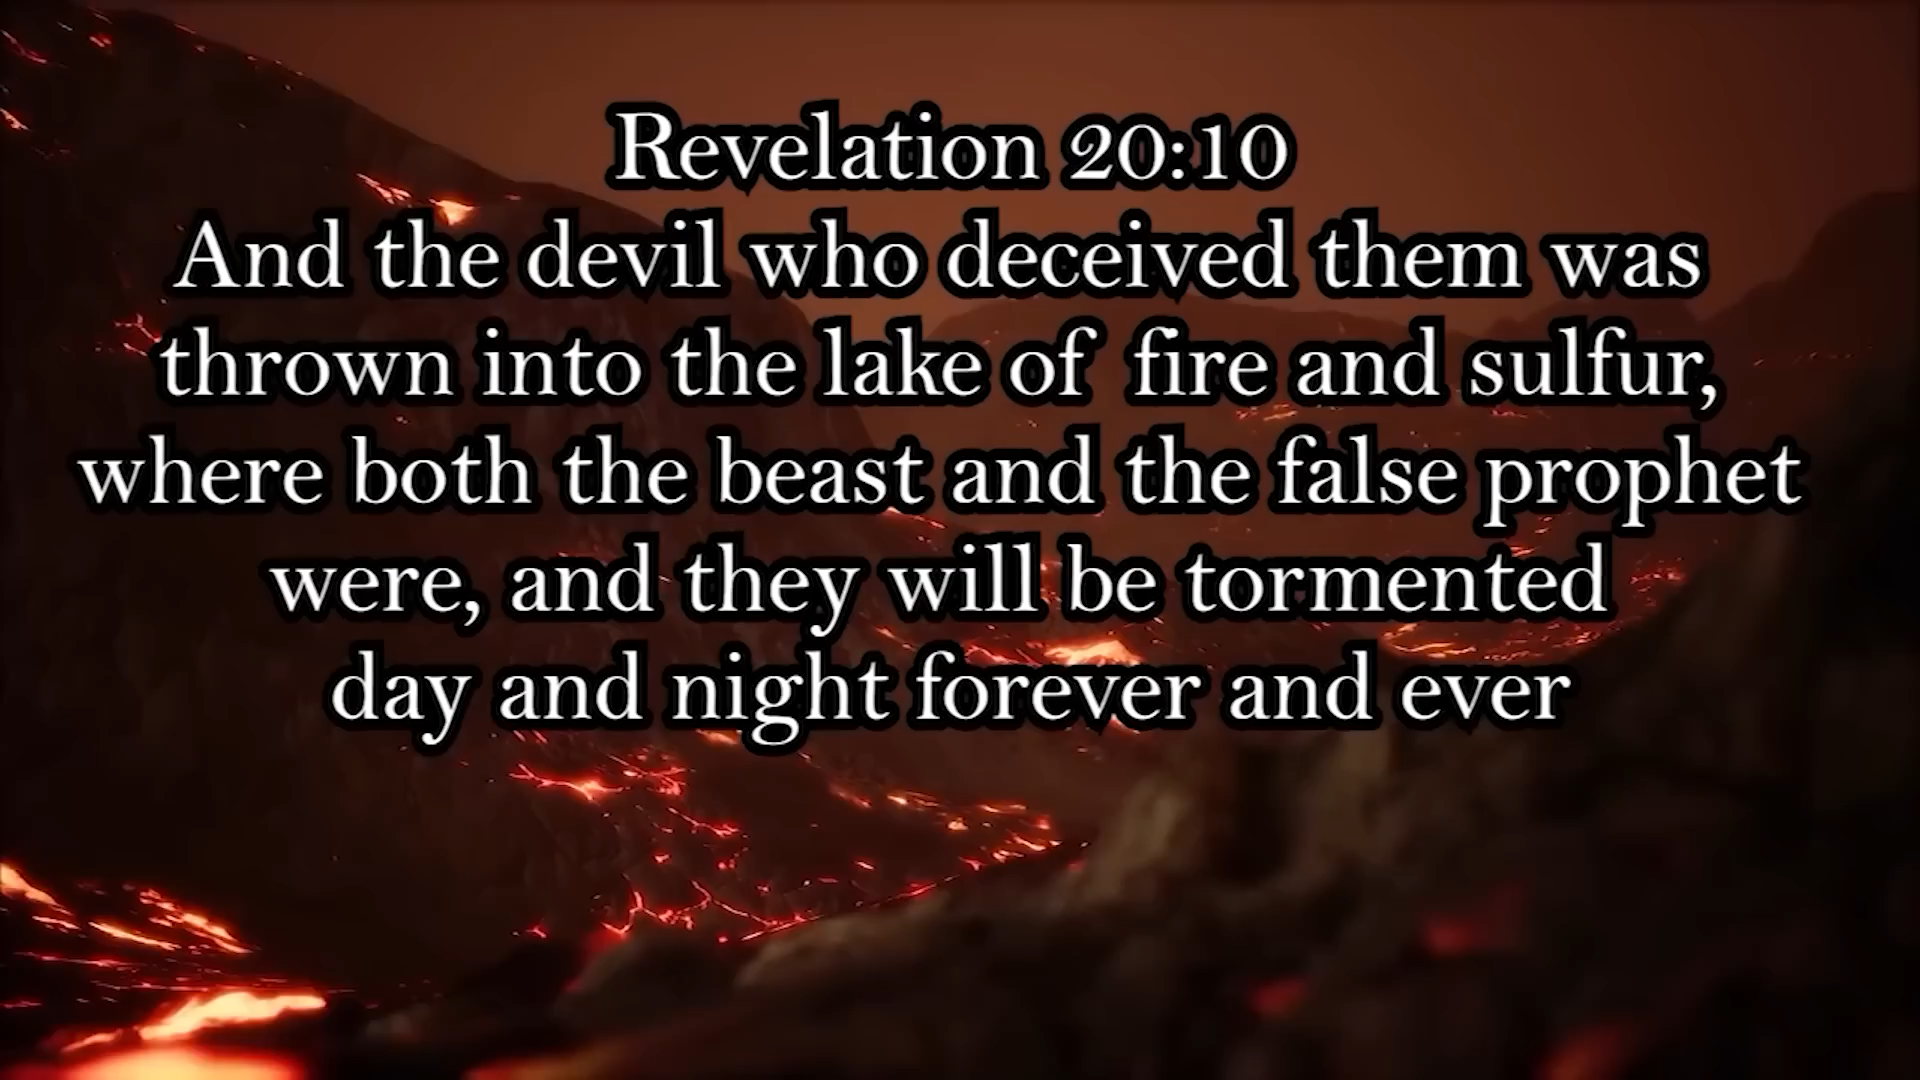 Revelation 20:10
And the devil who deceived them was
thrown into the lake of fire and sulfur,
where both the beast and the false prophet
were, and they will be tormented
day and night forever and ever